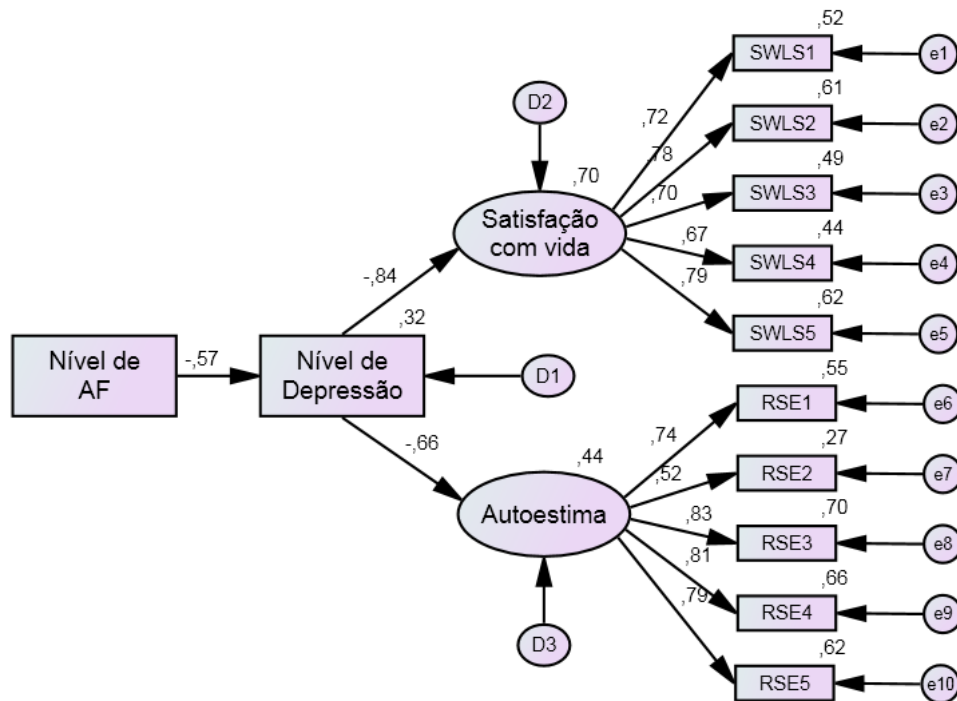 ,52
SWLS1
e1
,61
D2
,72
SWLS2
e2
,78
,49
,70
,70
SWLS3
e3
Satisfação
com vida
,44
,67
SWLS4
e4
-,84
,79
,62
,32
SWLS5
e5
Nível de
AF
-,57
Nível de
Depressão
D1
,55
RSE1
e6
-,66
,74
,27
,44
,52
RSE2
e7
,70
Autoestima
,83
RSE3
e8
,81
,66
,79
RSE4
e9
D3
,62
RSE5
e10